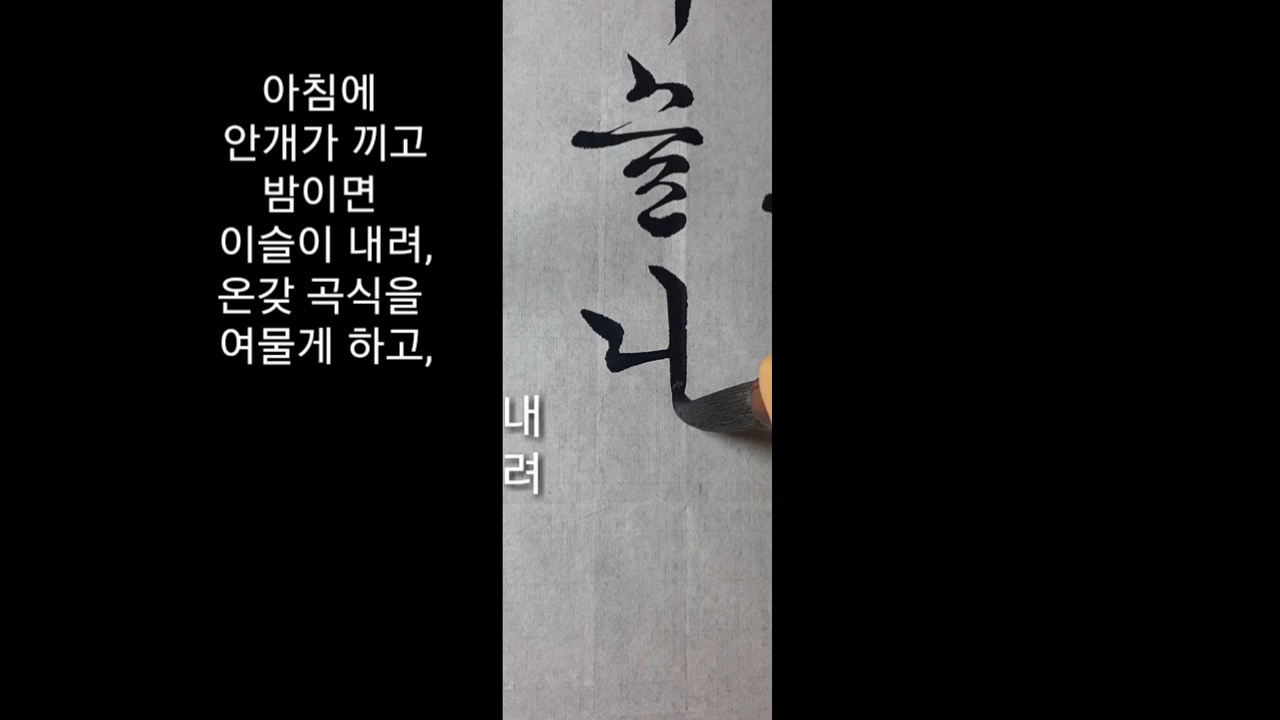 아침에
안개가 끼고
밤이면
이슬이 내려,
온갖 곡식을
여물게 하고,
내
려
슬